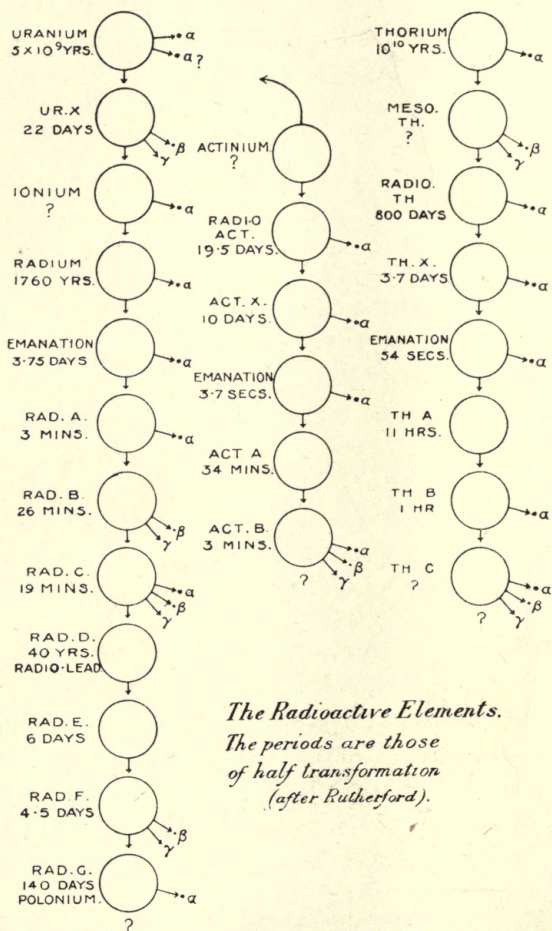 URANIUM
5×10⁹YRS.
•α
•α?
UR.X
22 DAYS
•β
γ
IONIUM
?
•α
RADIUM
1760 YRS.
•α
EMANATION
3·75 DAYS
•α
RAD. A.
3 MINS.
•α
RAD. B.
26 MINS.
•β
γ
RAD. C.
19 MINS.
•α
•β
γ
RAD. D.
40 YRS.
RADIO-LEAD
RAD. E.
6 DAYS
RAD F.
4·5 DAYS
•β
γ
RAD. G.
140 DAYS
POLONIUM.
•α
?
ACTINIUM.
?
RADIO
ACT.
19·5 DAYS.
•α
ACT. X.
10 DAYS.
•α
EMANATION
3·7 SECS.
•α
ACT A
34 MINS.
ACT. B.
3 MINS.
•α
•β
γ
?
THORIUM
10¹⁰ YRS.
•α
MESO.
TH.
?
•β
γ
RADIO.
TH
800 DAYS
•α
TH. X.
3·7 DAYS.
•α
EMANATION
54 SECS.
•α
TH A
11 HRS.
TH B
1 HR
•α
TH C
?
•α
•β
γ
?
The Radioactive Elements.
The periods are those
of half transformation
(after Rutherford).